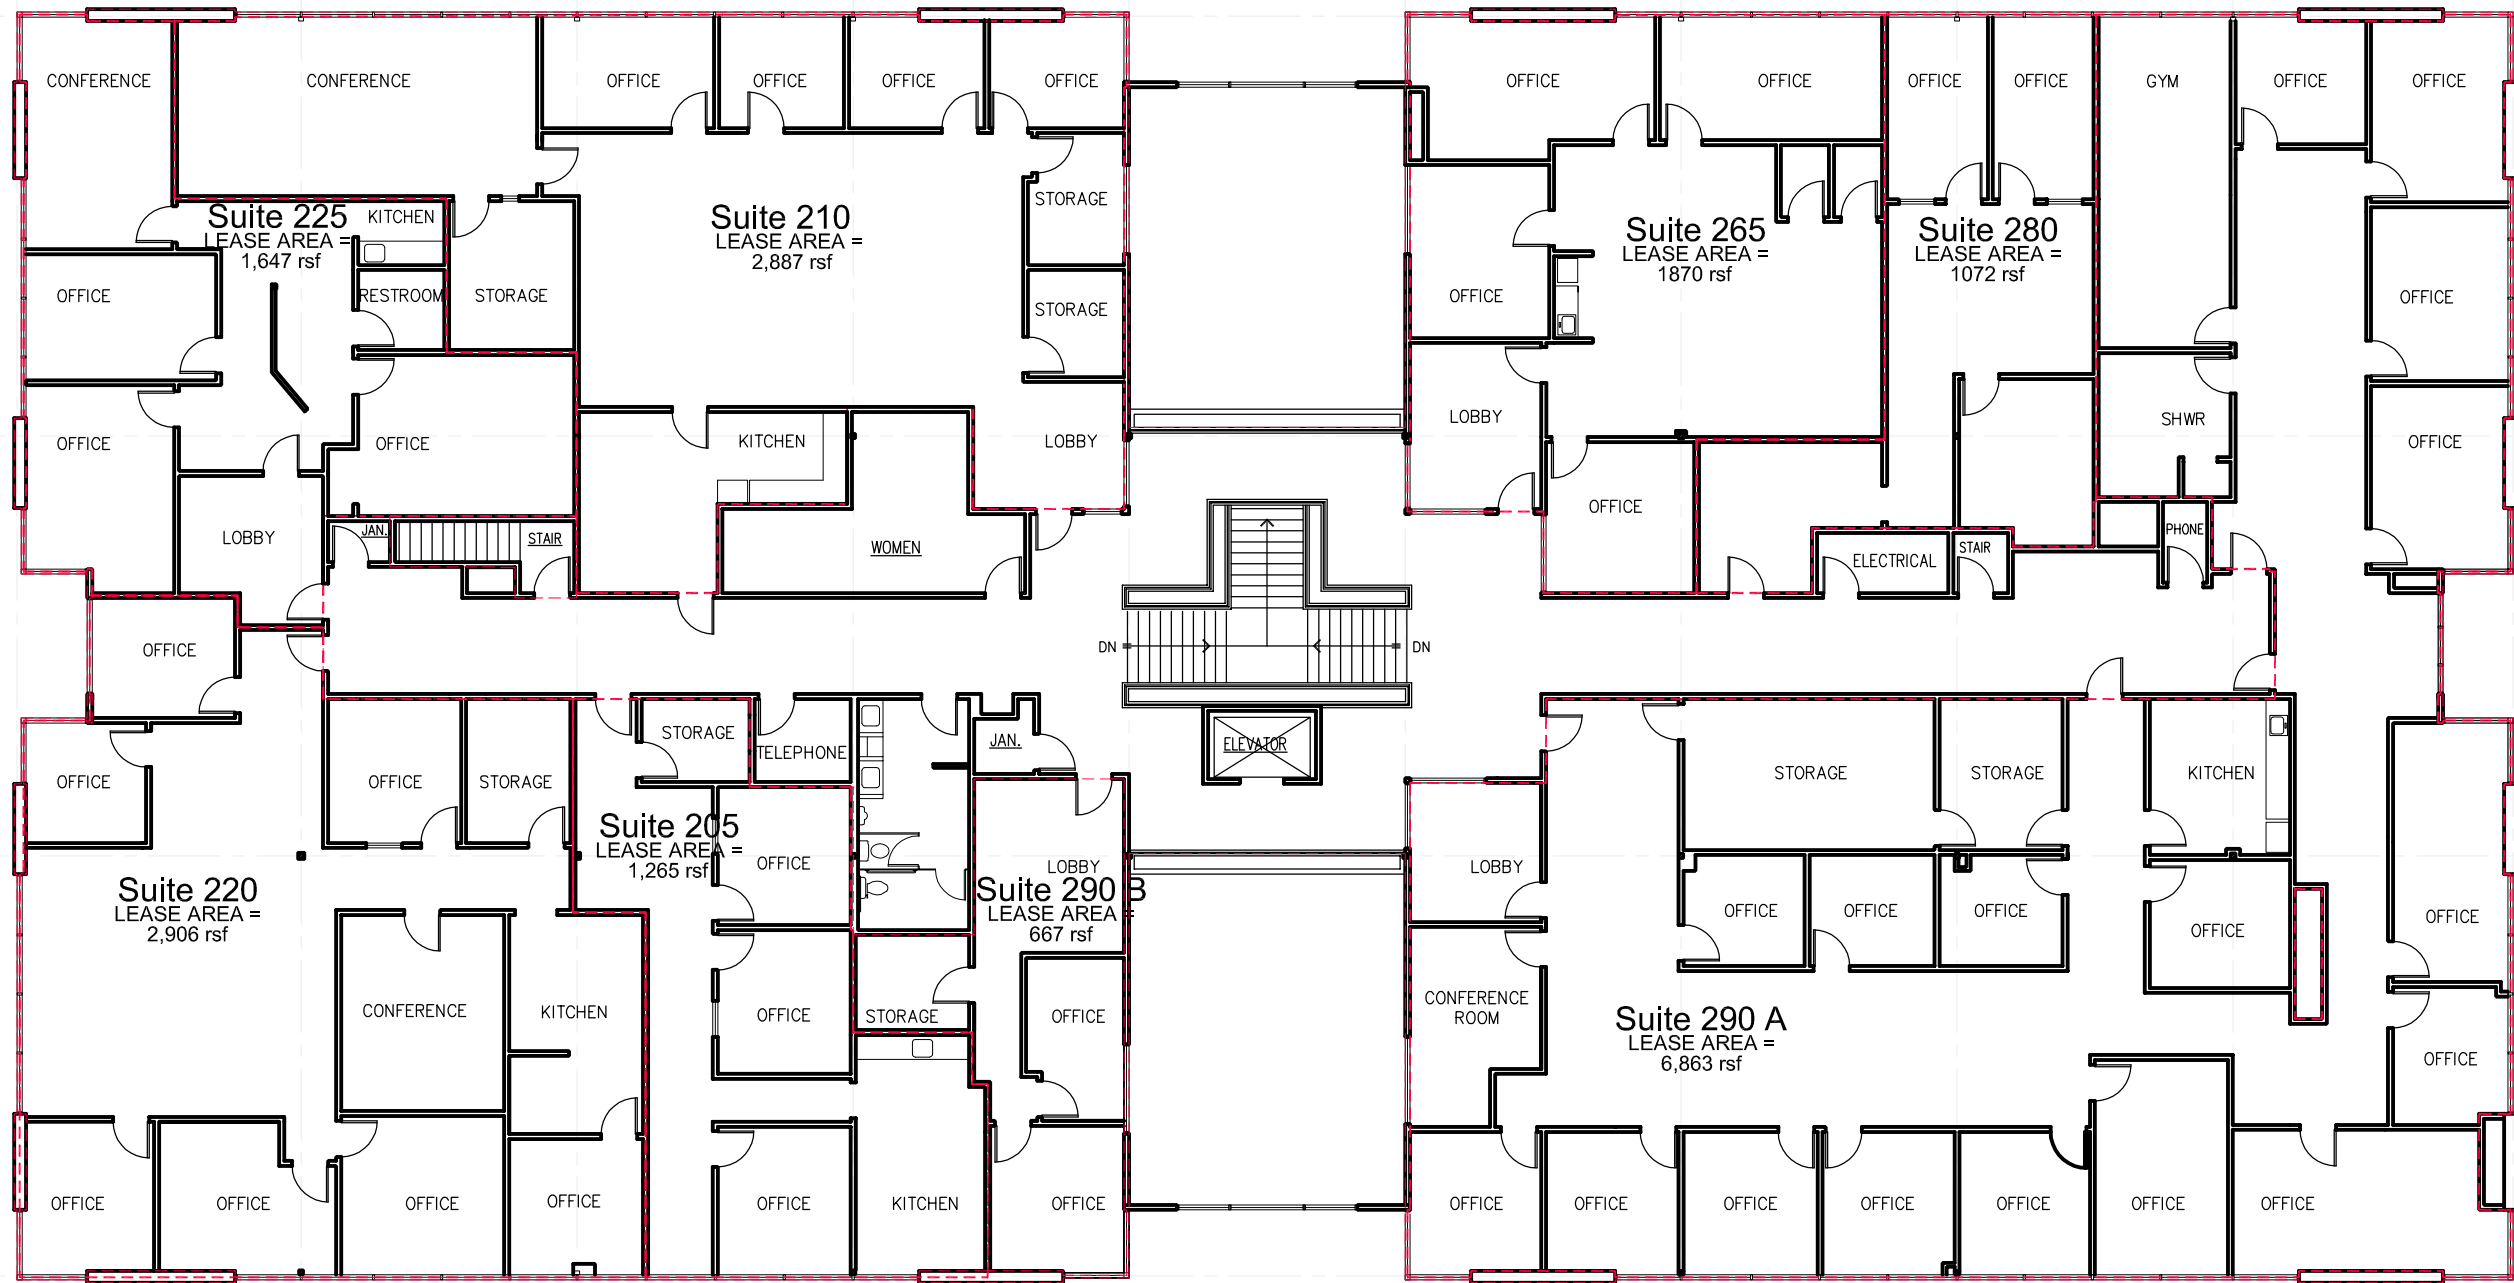 CONFERENCE
CONFERENCE
OFFICE
OFFICE
OFFICE
OFFICE
OFFICE
OFFICE
OFFICE
OFFICE
GYM
OFFICE
OFFICE
STORAGE
Suite 225
LEASE AREA =
1,647 rsf
KITCHEN
Suite 210
LEASE AREA =
2,887 rsf
Suite 265
LEASE AREA =
1870 rsf
Suite 280
LEASE AREA =
1072 rsf
OFFICE
RESTROOM
STORAGE
STORAGE
OFFICE
OFFICE
OFFICE
OFFICE
KITCHEN
LOBBY
LOBBY
SHWR
OFFICE
LOBBY
JAN.
STAIR
WOMEN
OFFICE
ELECTRICAL
STAIR
PHONE
OFFICE
DN
DN
OFFICE
OFFICE
STORAGE
STORAGE
TELEPHONE
JAN.
ELEVATOR
STORAGE
STORAGE
KITCHEN
Suite 205
LEASE AREA =
1,265 rsf
OFFICE
LOBBY
LOBBY
Suite 220
LEASE AREA =
2,906 rsf
Suite 290 B
LEASE AREA =
667 rsf
OFFICE
OFFICE
OFFICE
OFFICE
OFFICE
CONFERENCE
KITCHEN
OFFICE
STORAGE
OFFICE
CONFERENCE
ROOM
Suite 290 A
LEASE AREA =
6,863 rsf
OFFICE
OFFICE
OFFICE
OFFICE
OFFICE
OFFICE
KITCHEN
OFFICE
OFFICE
OFFICE
OFFICE
OFFICE
OFFICE
OFFICE
OFFICE